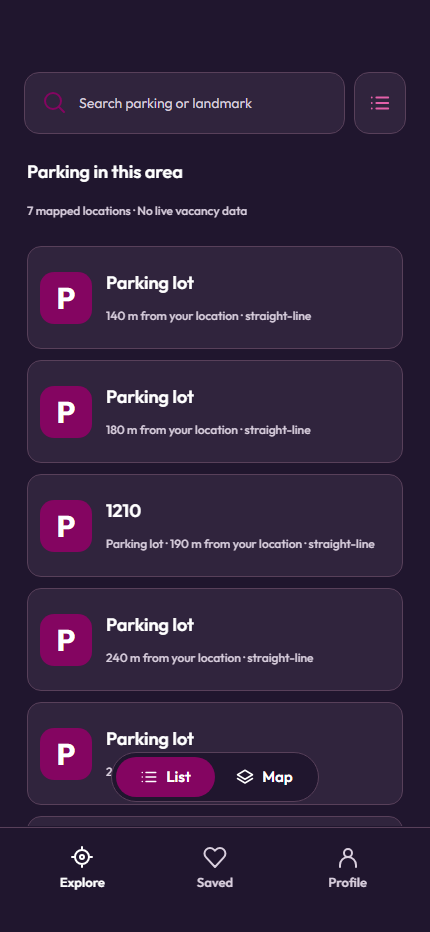 Search parking or landmark
Parking in this area
7 mapped locations · No live vacancy data
P
Parking lot
140 m from your location · straight-line
P
Parking lot
180 m from your location · straight-line
P
1210
Parking lot · 190 m from your location · straight-line
P
Parking lot
240 m from your location · straight-line
P
Parking lot
List
Map
Explore
Saved
Profile